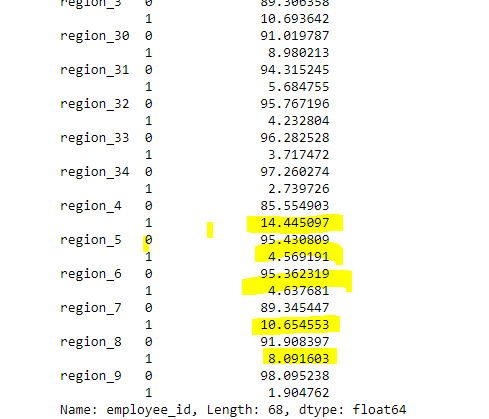 region_3 0 89.306358
1 10.693642
region_30 0 91.019787
1 8.980213
region_31 0 94.315245
1 5.684755
region_32 0 95.767196
1 4.232804
region_33 0 96.282528
1 3.717472
region_34 0 97.260274
1 2.739726
region_4 0 85.554903
1 14.445097
region_5 0 95.430809
1 4.569191
region_6 0 95.362319
1 4.637681
region_7 0 89.345447
1 10.654553
region_8 0 91.908397
1 8.091603
region_9 0 98.095238
1 1.904762
Name: employee_id, Length: 68, dtype: float64